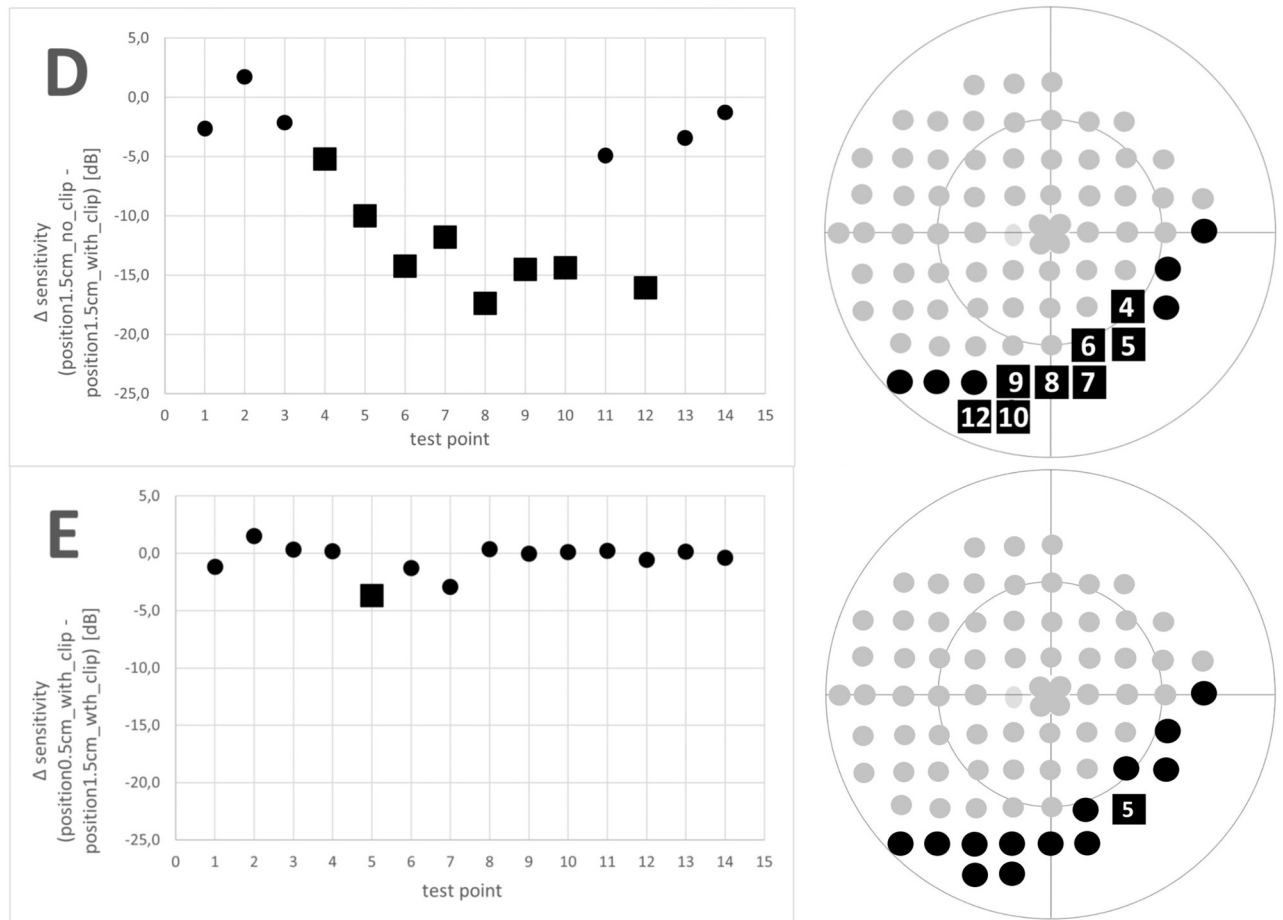 D
Δ sensitivity
(position1.5cm_no_clip -
position1.5cm_with_clip) [dB]
5,0
0,0
-5,0
-10,0
-15,0
-20,0
-25,0
0 1 2 3 4 5 6 7 8 9 10 11 12 13 14 15
test point
4
6 5
9 8 7
12 10
E
Δ sensitivity
(position0.5cm_with_clip -
position1.5cm_wth_clip) [dB]
5,0
0,0
-5,0
-10,0
-15,0
-20,0
-25,0
0 1 2 3 4 5 6 7 8 9 10 11 12 13 14 15
test point
5